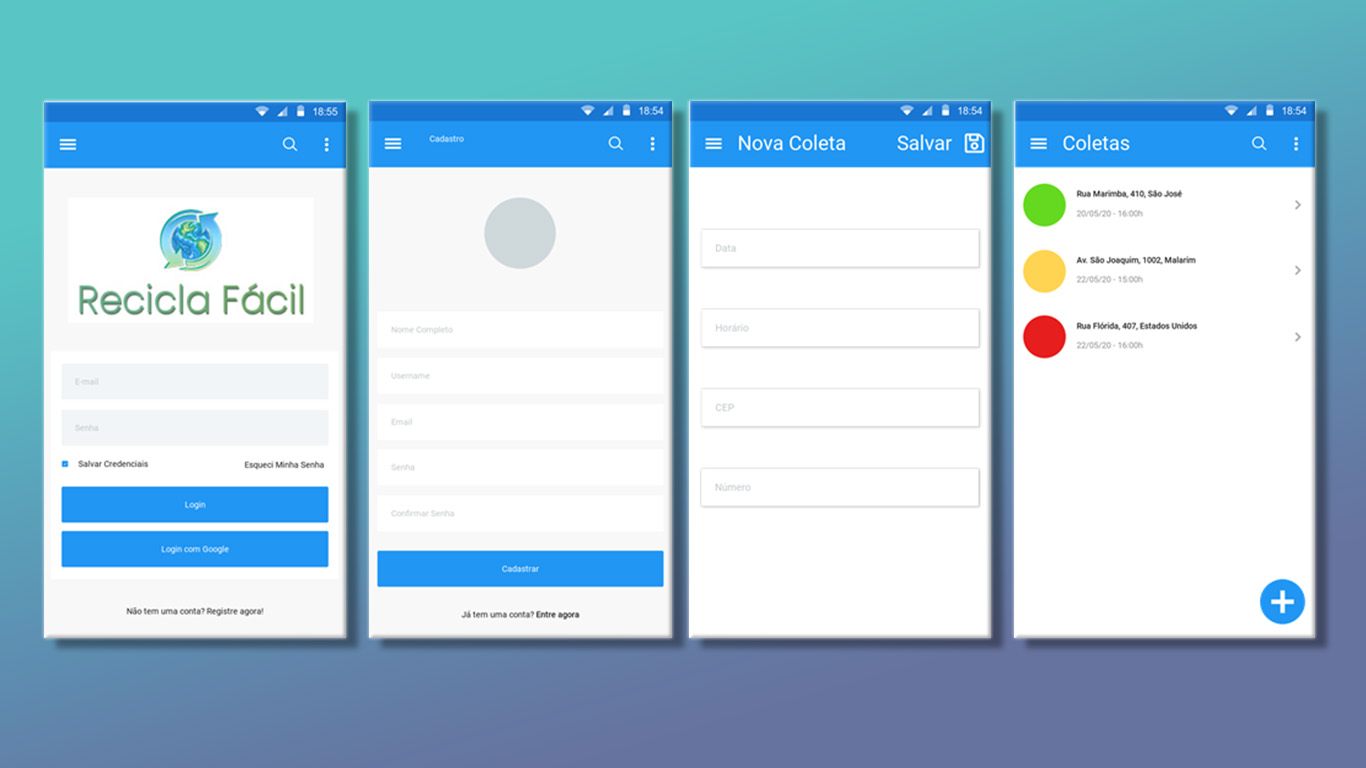 18:55
Recicla Fácil
E-mail
Senha
Salvar Credenciais
Esqueci Minha Senha
Login
Login com Google
Não tem uma conta? Registre agora!
18:54
Cadastro
Nome Completo
Username
Email
Senha
Confirmar Senha
Cadastrar
Já tem uma conta? Entre agora
18:54
Nova Coleta
Salvar
Data
Horário
CEP
Número
18:54
Coletas
Rua Marimba, 410, São José
20/05/20 - 16:00h
Av. São Joaquim, 1002, Malarim
22/05/20 - 15:00h
Rua Flórida, 407, Estados Unidos
22/05/20 - 16:00h